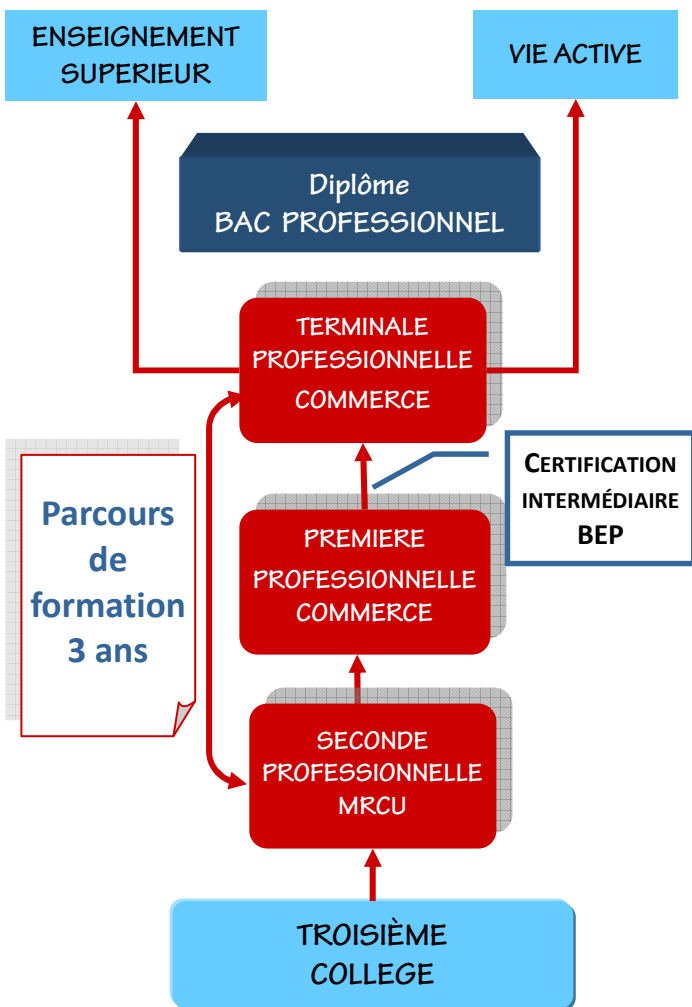 ENSEIGNEMENT
SUPERIEUR
VIE ACTIVE
Diplôme
BAC PROFESSIONNEL
TERMINALE
PROFESSIONNELLE
COMMERCE
CERTIFICATION
INTERMÉDIAIRE
BEP
Parcours
de
formation
3 ans
PREMIERE
PROFESSIONNELLE
COMMERCE
SECONDE
PROFESSIONNELLE
MRCU
TROISIÈME
COLLEGE